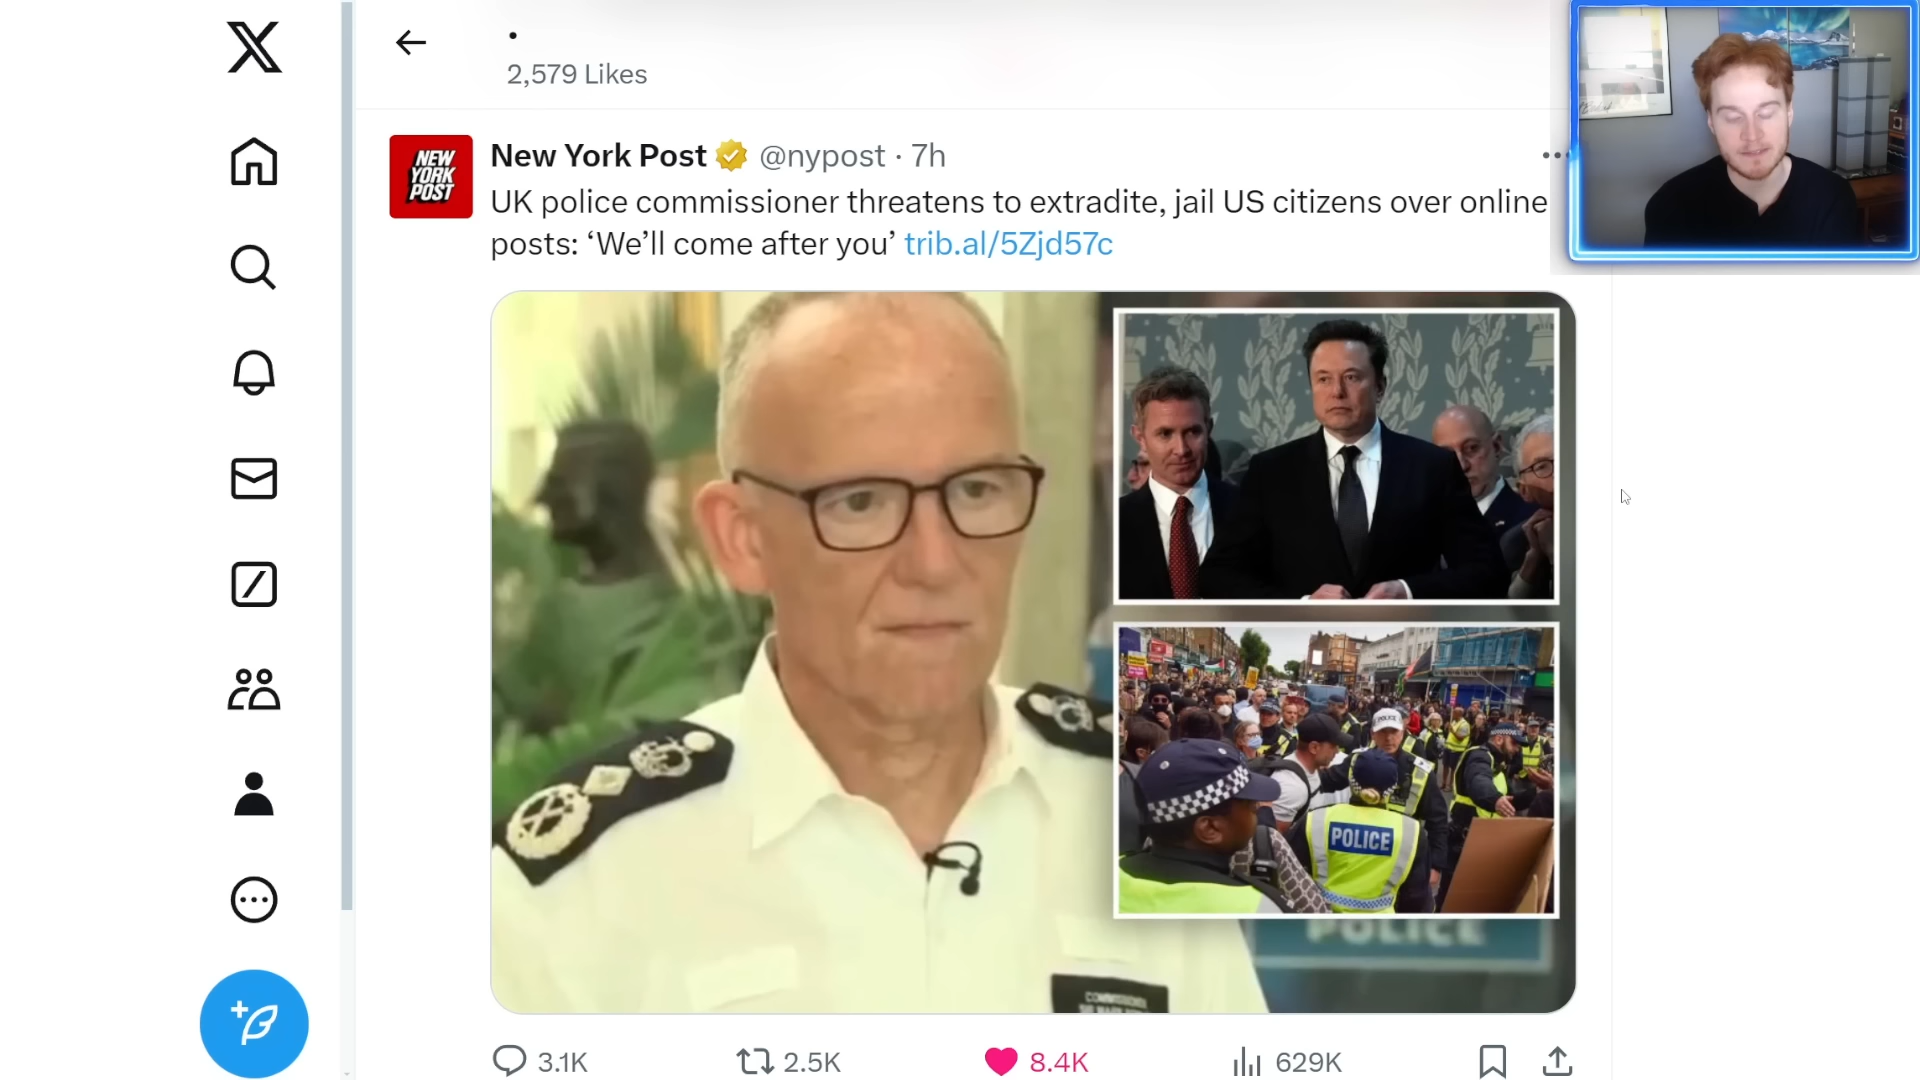 2,579 Likes
NEW
YORK
POST
New York Post @nypost · 7h
UK police commissioner threatens to extradite, jail US citizens over online
posts: ‘We’ll come after you’ trib.al/5Zjd57c
POLICE
POLICE
POLICE
COMMISSIONER
3.1K 2.5K 8.4K 629K